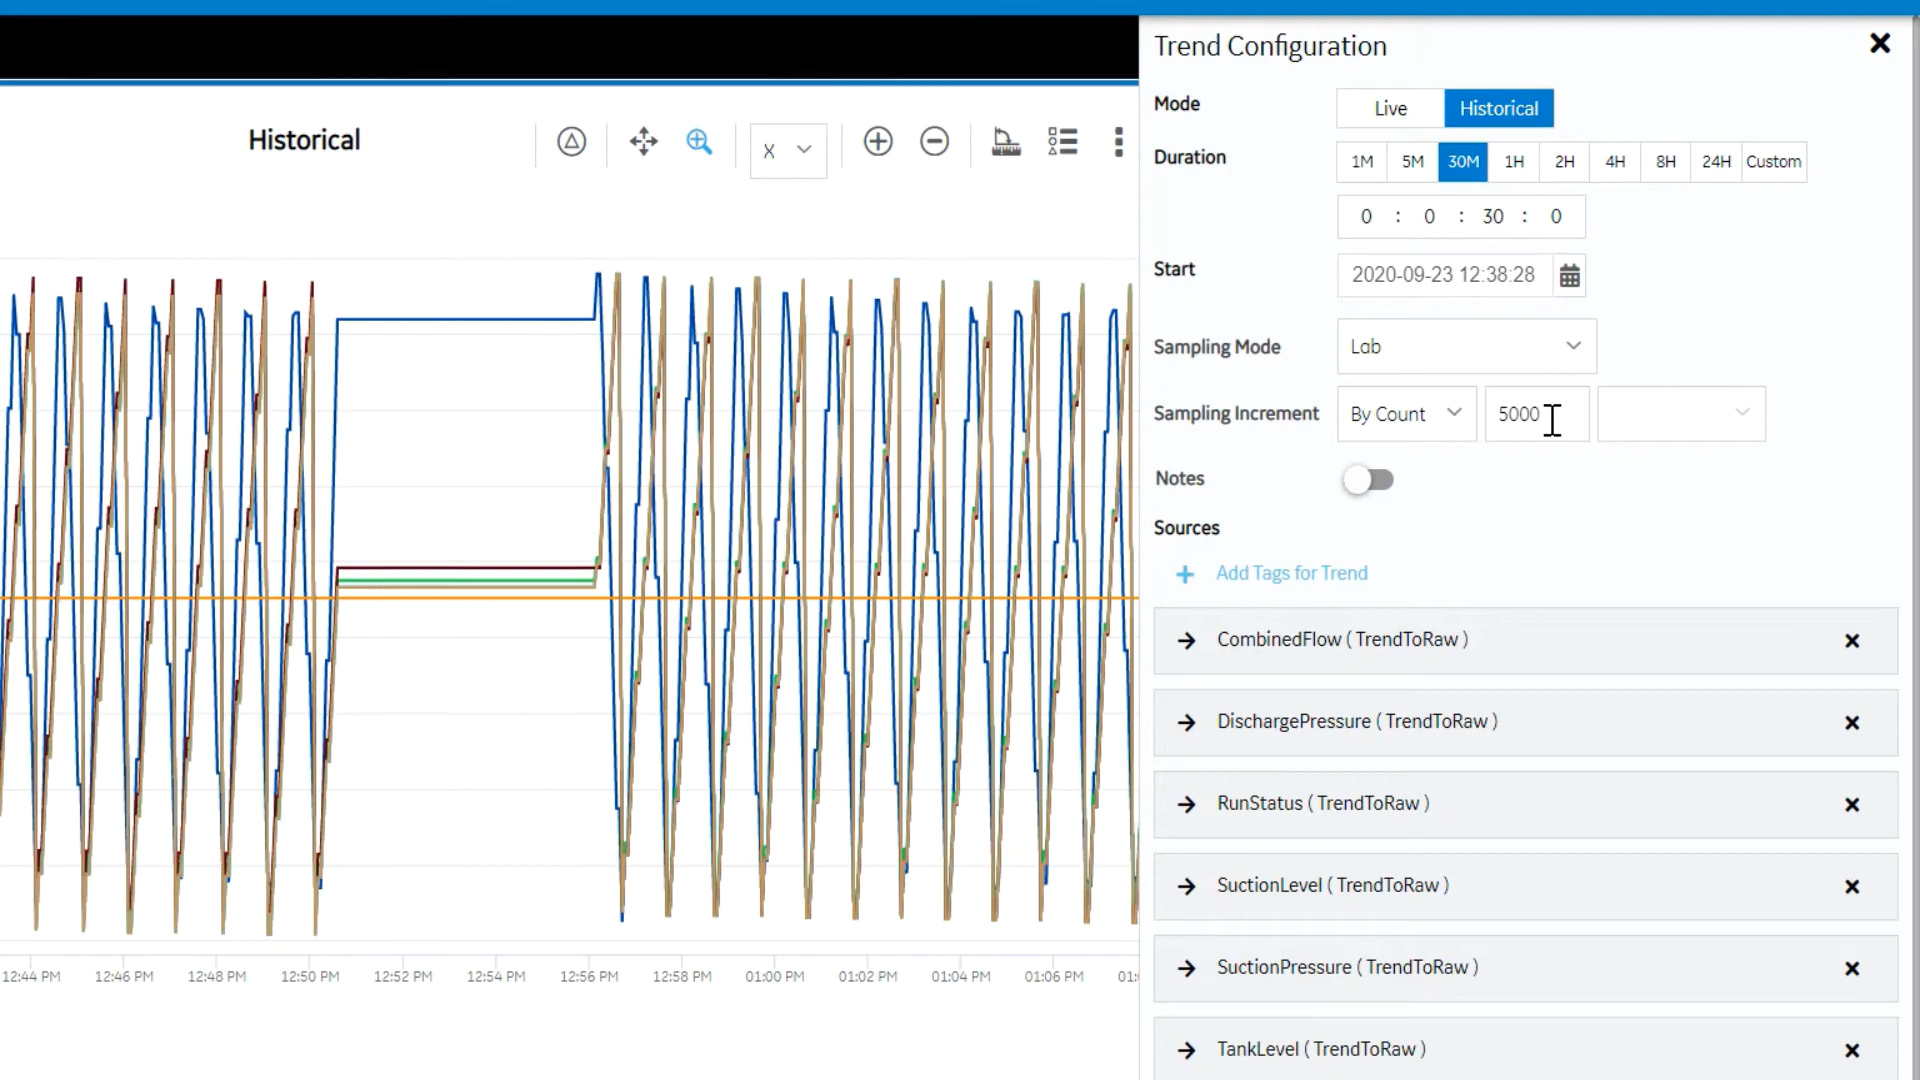 Trend Configuration
Historical
X
Mode
Live
Historical
Duration
1M
5M
30M
1H
2H
4H
8H
24H
Custom
0 : 0 : 30 : 0
Start
2020-09-23 12:38:28
Sampling Mode
Lab
Sampling Increment
By Count
5000
Notes
Sources
+ Add Tags for Trend
CombinedFlow ( TrendToRaw )
DischargePressure ( TrendToRaw )
RunStatus ( TrendToRaw )
SuctionLevel ( TrendToRaw )
SuctionPressure ( TrendToRaw )
TankLevel ( TrendToRaw )
12:44 PM
12:46 PM
12:48 PM
12:50 PM
12:52 PM
12:54 PM
12:56 PM
12:58 PM
01:00 PM
01:02 PM
01:04 PM
01:06 PM